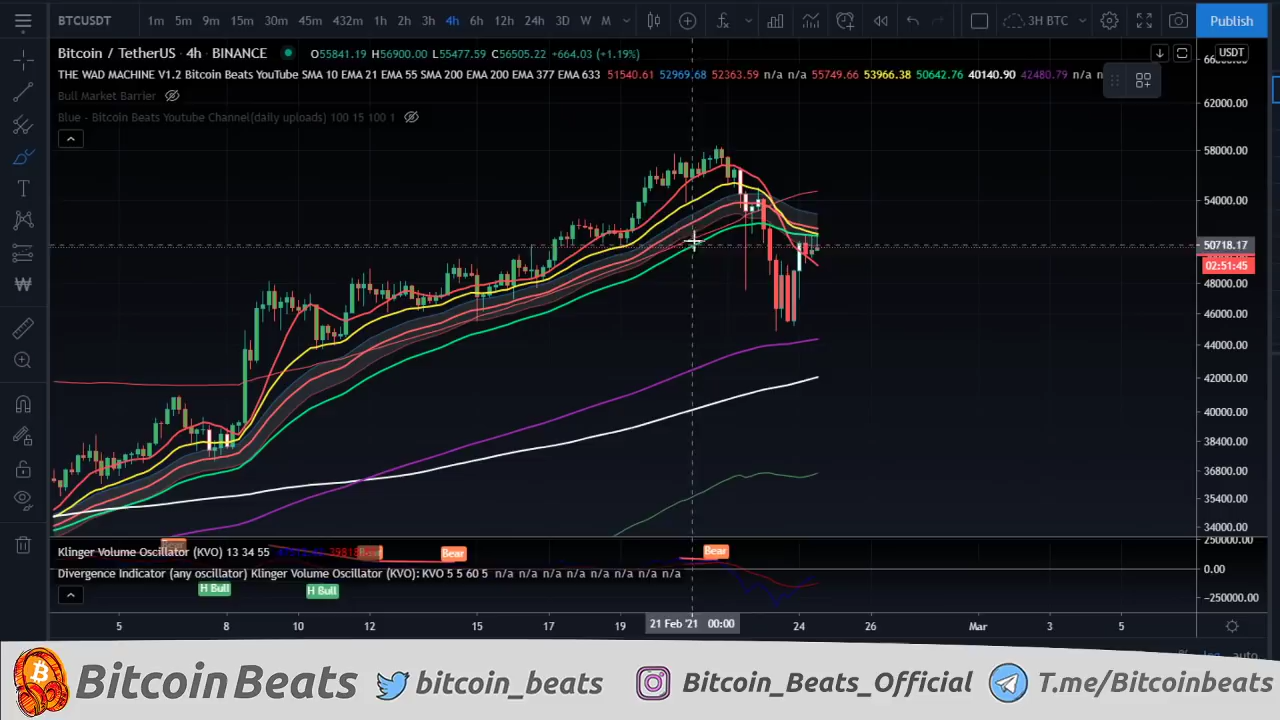 BTCUSDT 1m 5m 9m 15m 30m 45m 432m 1h 2h 3h 4h 6h 12h 24h 3D W M 3H BTC Publish
Bitcoin / TetherUS · 4h · BINANCE O55841.19 H56900.00 L55477.59 C56505.22 +664.03 (+1.19%) USDT
THE WAD MACHINE V1.2 Bitcoin Beats YouTube SMA 10 EMA 21 EMA 55 SMA 200 EMA 200 EMA 377 EMA 633 51540.61 52969.68 52363.59 n/a n/a 55749.66 53966.38 50642.76 40140.90 42480.79 n/a n
Bull Market Barrier
Blue - Bitcoin Beats Youtube Channel(daily uploads) 100 15 100 1
62000.00
58000.00
54000.00
50718.17
02:51:45
48000.00
46000.00
44000.00
42000.00
40000.00
38400.00
36800.00
35400.00
34000.00
250000.00
Klinger Volume Oscillator (KVO) 13 34 55
Bear
Bear
0.00
Divergence Indicator (any oscillator) Klinger Volume Oscillator (KVO): KVO 5 5 60 5 n/a n/a n/a n/a n/a n/a n/a n/a
H Bull
H Bull
-250000.00
5 8 10 12 15 17 19 21 Feb '21 00:00 24 26 Mar 3 5
BitcoinBeats bitcoin_beats Bitcoin_Beats_Official T.me/Bitcoinbeats